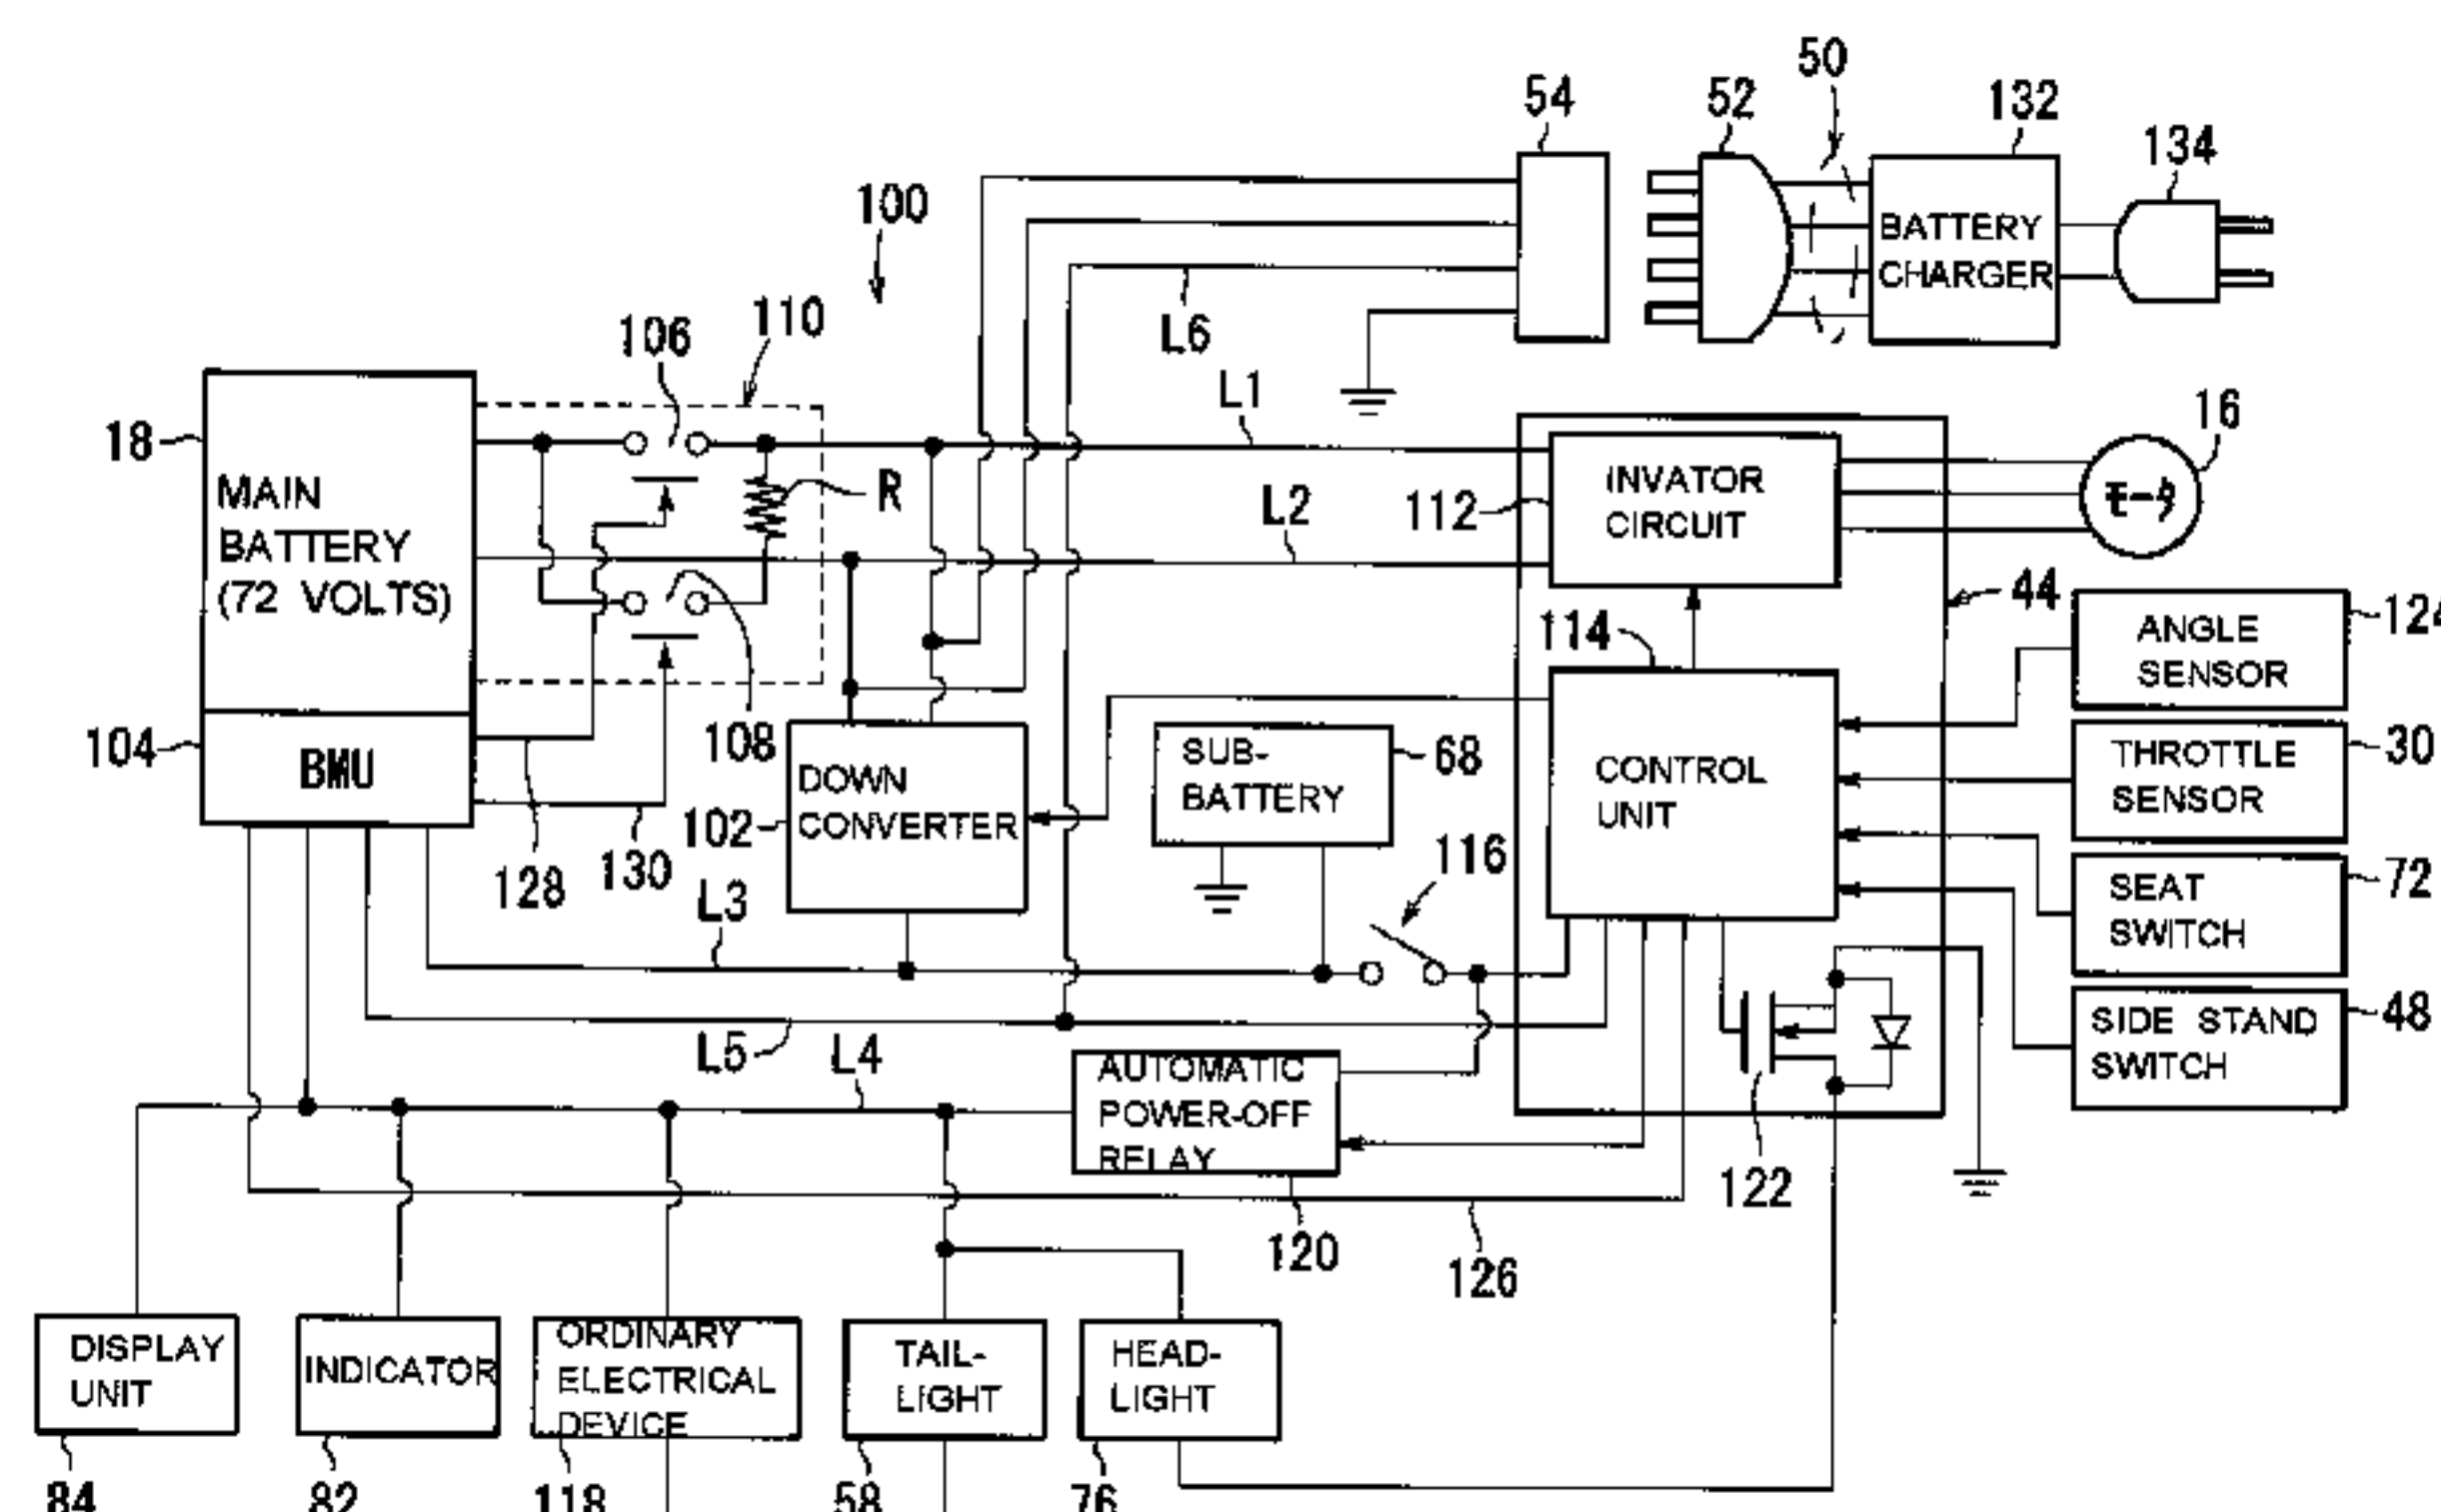 50
54
52
132
134
100
110
106
L6
BATTERY
CHARGER
L1
16
18
MAIN
BATTERY
(72 VOLTS)
R
L2
112
INVATOR
CIRCUIT
モータ
44
114
ANGLE
SENSOR
124
104
BMU
108
DOWN
CONVERTER
102
SUB-
BATTERY
68
CONTROL
UNIT
THROTTLE
SENSOR
30
128
130
L3
116
SEAT
SWITCH
72
L5
L4
AUTOMATIC
POWER-OFF
RELAY
122
SIDE STAND
SWITCH
48
120
126
DISPLAY
UNIT
INDICATOR
ORDINARY
ELECTRICAL
DEVICE
TAIL-
LIGHT
HEAD-
LIGHT
84
82
118
58
76